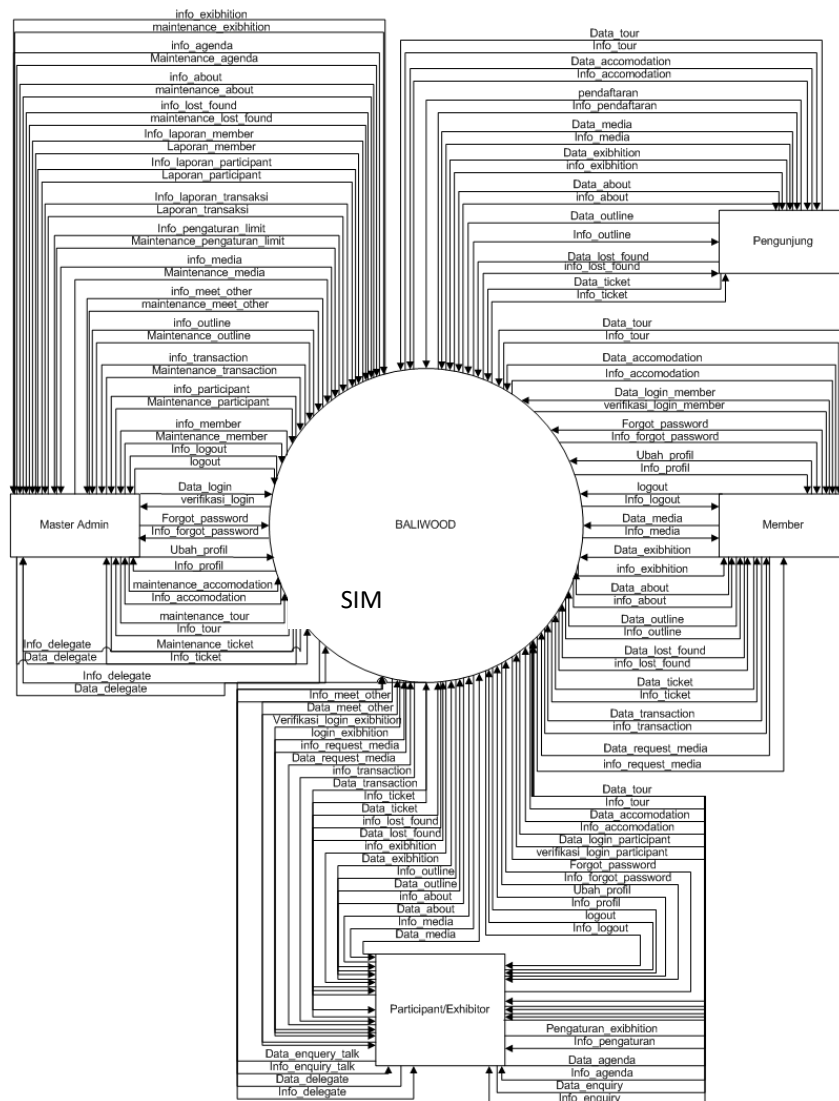 info_exibhition
maintenance_exibhition
info_agenda
Maintenance_agenda
info_about
maintenance_about
info_lost_found
maintenance_lost_found
Info_laporan_member
Laporan_member
Info_laporan_participant
Laporan_participant
Info_laporan_transaksi
Laporan_transaksi
Info_pengaturan_limit
Maintenance_pengaturan_limit
info_media
Maintenance_media
info_meet_other
maintenance_meet_other
info_outline
Maintenance_outline
info_transaction
Maintenance_transaction
info_participant
Maintenance_participant
info_member
Maintenance_member
Info_logout
logout
Data_login
verifikasi_login
Forgot_password
Info_forgot_password
Ubah_profil
Info_profil
maintenance_accomodation
Info_accomodation
maintenance_tour
Info_tour
Maintenance_ticket
Info_ticket
Info_delegate
Data_delegate
Info_delegate
Data_delegate
Master Admin
BALIWOOD
SIM
Data_tour
Info_tour
Data_accomodation
Info_accomodation
pendaftaran
Info_pendaftaran
Data_media
Info_media
Data_exibhition
info_exibhition
Data_about
info_about
Data_outline
Info_outline
Data_lost_found
info_lost_found
Data_ticket
Info_ticket
Pengunjung
Data_tour
Info_tour
Data_accomodation
Info_accomodation
Data_login_member
verifikasi_login_member
Forgot_password
Info_forgot_password
Ubah_profil
Info_profil
logout
Info_logout
Data_media
Info_media
Data_exibhition
info_exibhition
Data_about
info_about
Data_outline
Info_outline
Data_lost_found
info_lost_found
Data_ticket
Info_ticket
Data_transaction
info_transaction
Data_request_media
info_request_media
Member
Info_meet_other
Data_meet_other
Verifikasi_login_exibhition
login_exibhition
info_request_media
Data_request_media
info_transaction
Data_transaction
Info_ticket
Data_ticket
info_lost_found
Data_lost_found
info_exibhition
Data_exibhition
Info_outline
Data_outline
info_about
Data_about
Info_media
Data_media
Data_tour
Info_tour
Data_accomodation
Info_accomodation
Data_login_participant
verifikasi_login_participant
Forgot_password
Info_forgot_password
Ubah_profil
Info_profil
logout
Info_logout
Participant/Exhibitor
Data_enquery_talk
Info_enquiry_talk
Data_delegate
Info_delegate
Pengaturan_exibhition
Info_pengaturan
Data_agenda
Info_agenda
Data_enquiry
Info_enquiry